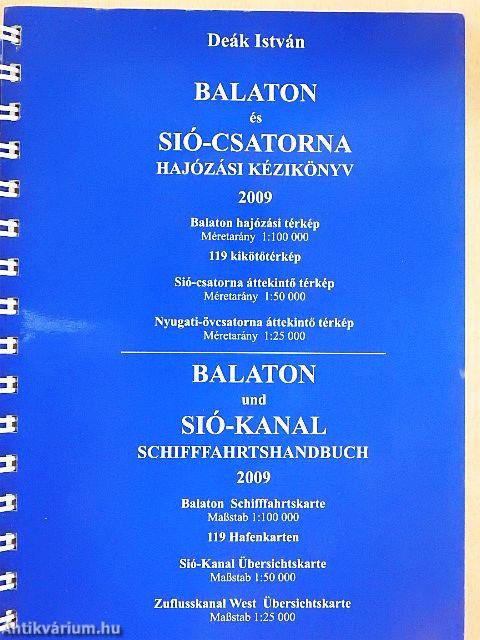 Deák István
BALATON
és
SIÓ-CSATORNA
HAJÓZÁSI KÉZIKÖNYV
2009
Balaton hajózási térkép
Méretarány 1:100 000
119 kikötőtérkép
Sió-csatorna áttekintő térkép
Méretarány 1:50 000
Nyugati-övcsatorna áttekintő térkép
Méretarány 1:25 000
BALATON
und
SIÓ-KANAL
SCHIFFFAHRTSHANDBUCH
2009
Balaton Schifffahrtskarte
Maßstab 1:100 000
119 Hafenkarten
Sió-Kanal Übersichtskarte
Maßstab 1:50 000
Zuflusskanal West Übersichtskarte
Maßstab 1:25 000
Antikvárium.hu